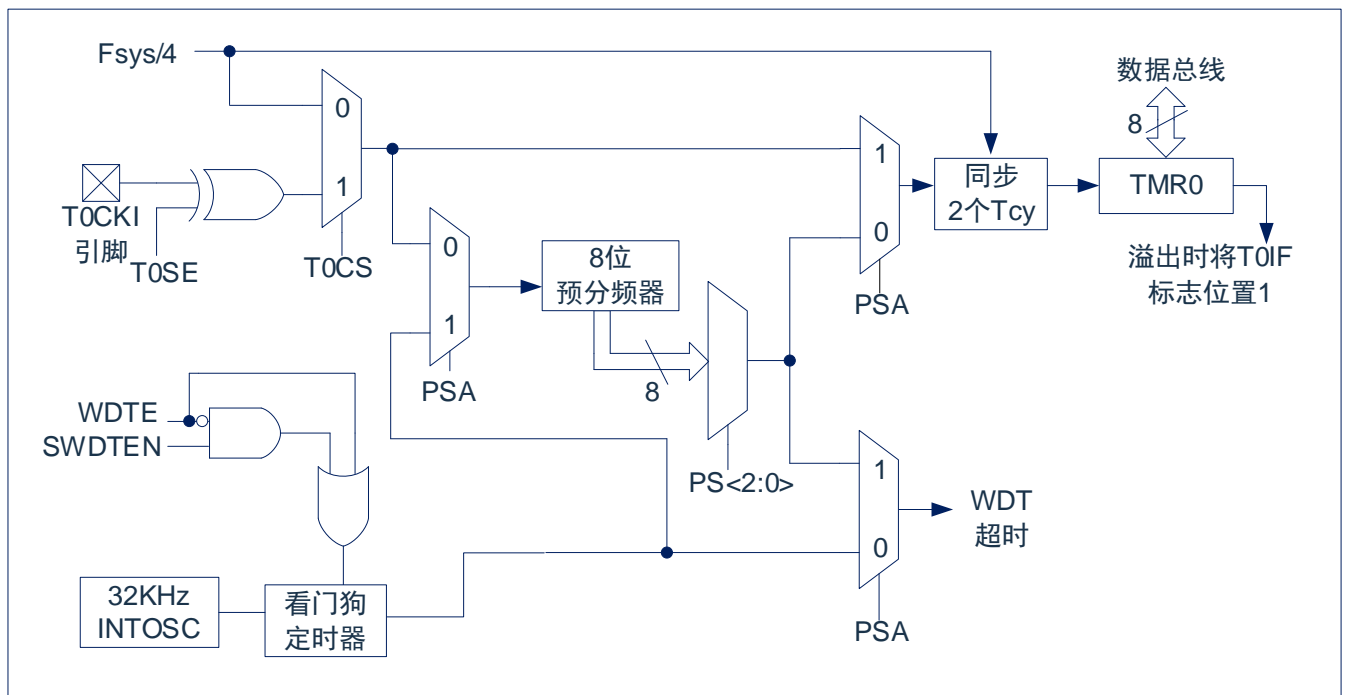 Fsys/4
数据总线
8
0
1
T0CKI
引脚
T0SE
T0CS
0
1
PSA
8位
预分频器
8
PS<2:0>
1
0
PSA
同步
2个Tcy
TMR0
溢出时将T0IF
标志位置1
WDTE
SWDTEN
32KHz
INTOSC
看门狗
定时器
1
0
PSA
WDT
超时